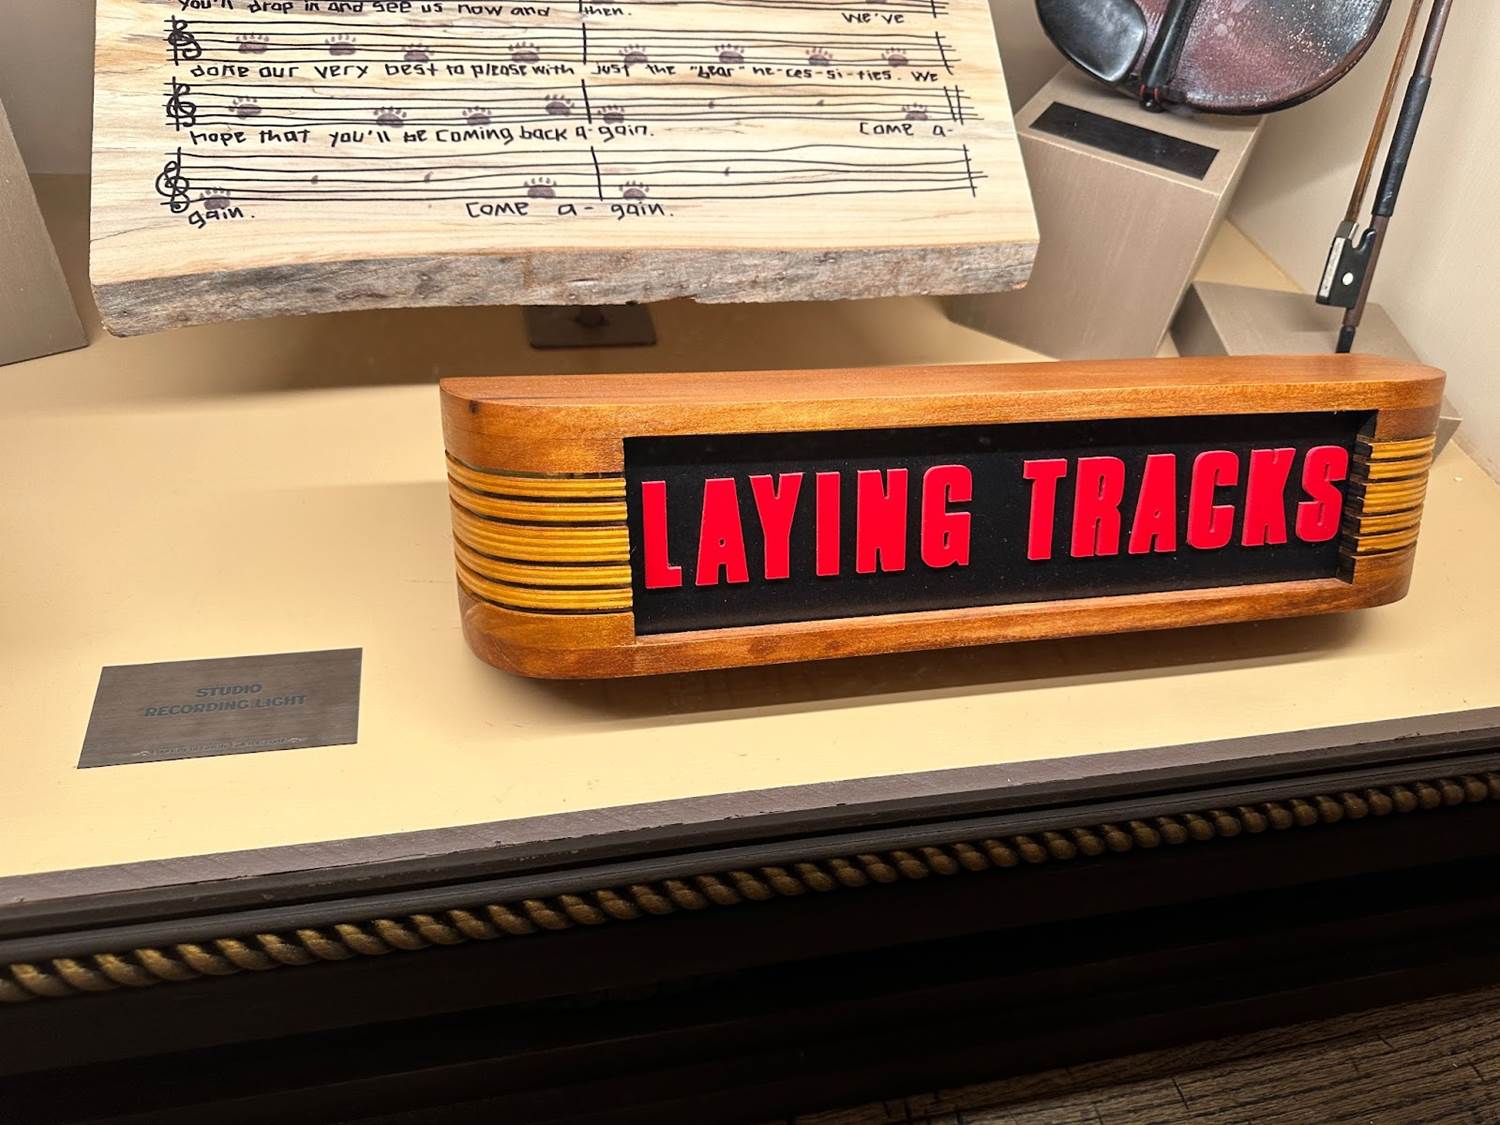 you'll drop in and see us now and then. We've
done our very best to please with just the "bear" ne-ces-si-ties. We
hope that you'll be coming back a-gain. Come a-
gain. Come a- gain.
LAYING TRACKS
STUDIO
RECORDING LIGHT